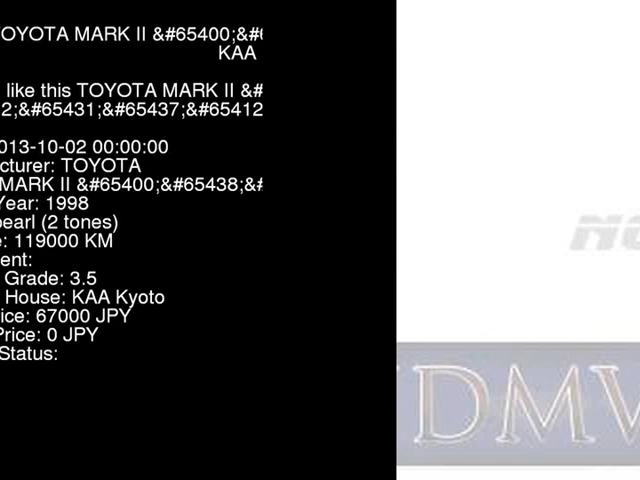 TOYOTA MARK II &#65400;&#6
KAA
like this TOYOTA MARK II &#
2;&#65431;&#65437;&#65412
013-10-02 00:00:00
cturer: TOYOTA
MARK II &#65400;&#65438;&#
Year: 1998
pearl (2 tones)
e: 119000 KM
ent:
Grade: 3.5
House: KAA Kyoto
ice: 67000 JPY
Price: 0 JPY
Status:
NO
DMV